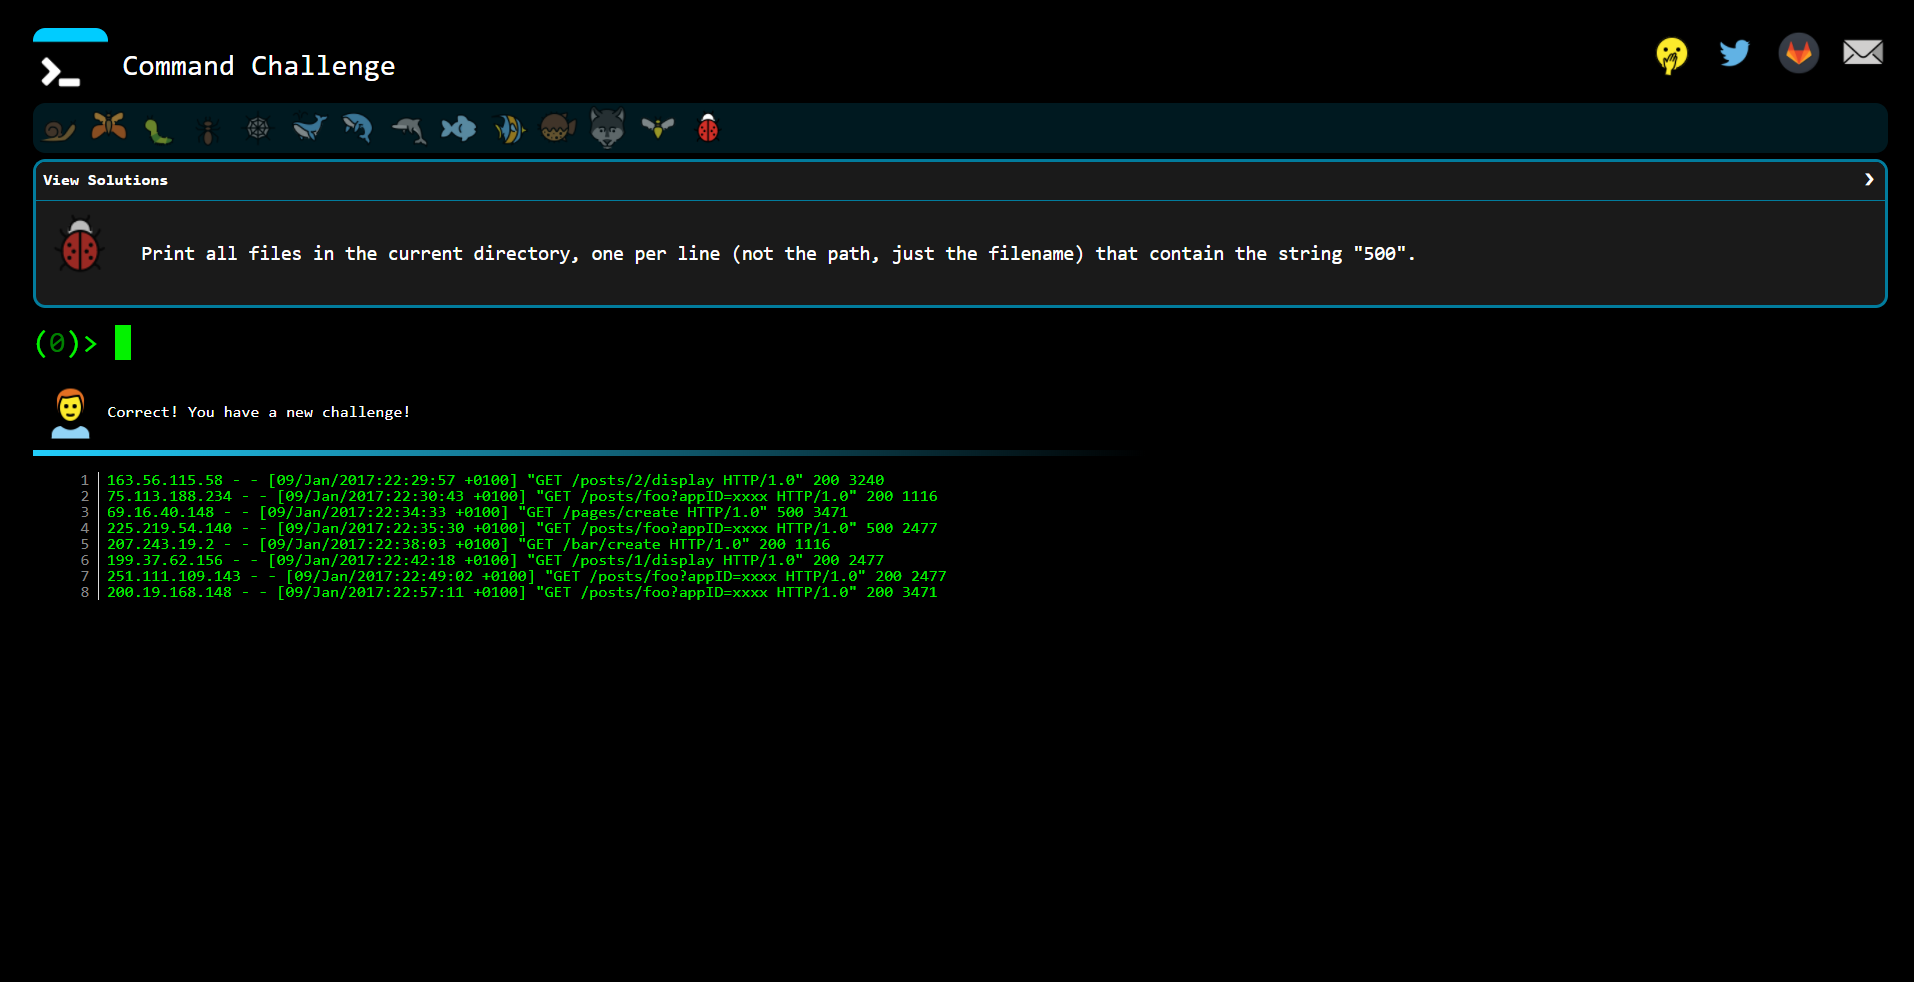 Command Challenge
View Solutions
Print all files in the current directory, one per line (not the path, just the filename) that contain the string "500".
(0)>
Correct! You have a new challenge!
1 163.56.115.58 - - [09/Jan/2017:22:29:57 +0100] "GET /posts/2/display HTTP/1.0" 200 3240
2 75.113.188.234 - - [09/Jan/2017:22:30:43 +0100] "GET /posts/foo?appID=xxxx HTTP/1.0" 200 1116
3 69.16.40.148 - - [09/Jan/2017:22:34:33 +0100] "GET /pages/create HTTP/1.0" 500 3471
4 225.219.54.140 - - [09/Jan/2017:22:35:30 +0100] "GET /posts/foo?appID=xxxx HTTP/1.0" 500 2477
5 207.243.19.2 - - [09/Jan/2017:22:38:03 +0100] "GET /bar/create HTTP/1.0" 200 1116
6 199.37.62.156 - - [09/Jan/2017:22:42:18 +0100] "GET /posts/1/display HTTP/1.0" 200 2477
7 251.111.109.143 - - [09/Jan/2017:22:49:02 +0100] "GET /posts/foo?appID=xxxx HTTP/1.0" 200 2477
8 200.19.168.148 - - [09/Jan/2017:22:57:11 +0100] "GET /posts/foo?appID=xxxx HTTP/1.0" 200 3471